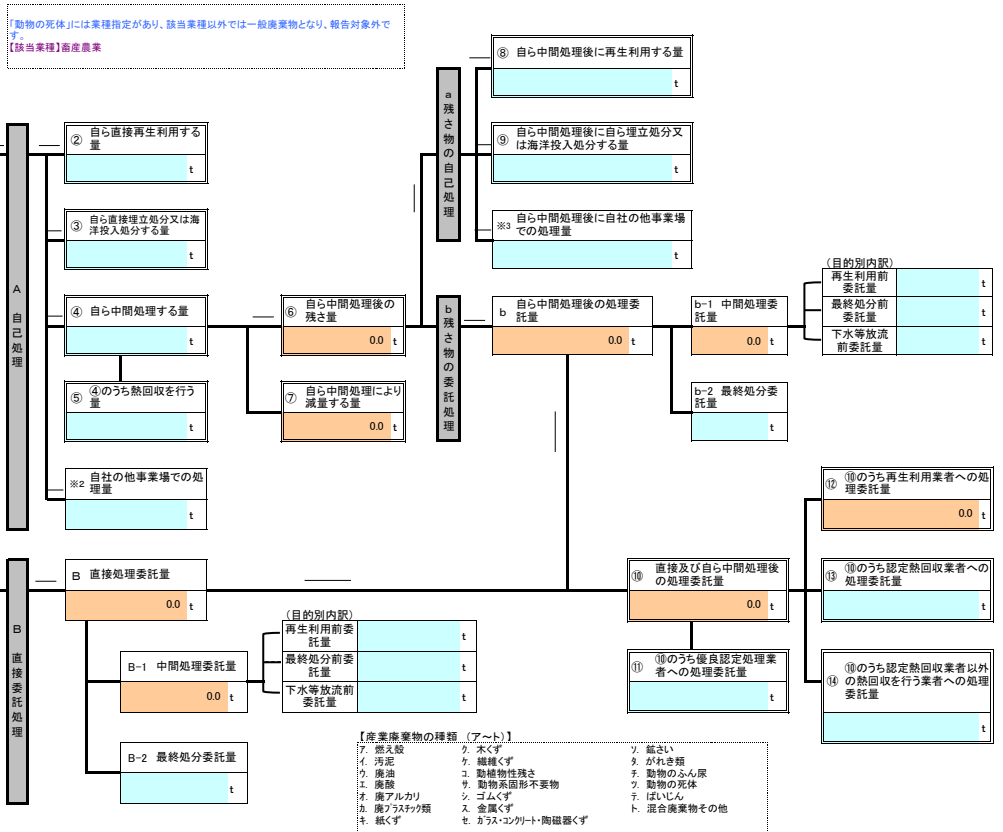 「動物の死体」には業種指定があり、該当業種以外では一般廃棄物となり、報告対象外で
す。
【該当業種】畜産農業
⑧ 自ら中間処理後に再生利用する量
t
a 残さ物の自己処理
② 自ら直接再生利用する
量
t
⑨ 自ら中間処理後に自ら埋立処分又
は海洋投入処分する量
t
③ 自ら直接埋立処分又は海
洋投入処分する量
t
※3 自ら中間処理後に自社の他事業場
での処理量
t
A 自己処理
④ 自ら中間処理する量
t
⑥ 自ら中間処理後の
残さ量
0.0 t
b 残さ物の委託処理
b 自ら中間処理後の処理委
託量
0.0 t
b-1 中間処理委
託量
0.0 t
(目的別内訳)
再生利用前
委託量
t
最終処分前
委託量
t
下水等放流
前委託量
t
⑤ ④のうち熱回収を行う
量
t
⑦ 自ら中間処理により
減量する量
0.0 t
b-2 最終処分委
託量
t
※2 自社の他事業場での処
理量
t
⑫ ⑩のうち再生利用業者への処
理委託量
0.0 t
B 直接委託処理
B 直接処理委託量
0.0 t
⑩ 直接及び自ら中間処理後
の処理委託量
0.0 t
⑬ ⑩のうち認定熱回収業者への
処理委託量
t
(目的別内訳)
再生利用前委
託量
t
最終処分前委
託量
t
下水等放流前
委託量
t
B-1 中間処理委託量
0.0 t
⑪ ⑩のうち優良認定処理業
者への処理委託量
t
⑭ ⑩のうち認定熱回収業者以外
の熱回収を行う業者への処理
委託量
t
B-2 最終処分委託量
t
【産業廃棄物の種類 (ア～ト)】
ア. 燃え殻 ク. 木くず ソ. 鉱さい
イ. 汚泥 ケ. 繊維くず タ. がれき類
ウ. 廃油 コ. 動植物性残さ チ. 動物のふん尿
エ. 廃酸 サ. 動物系固形不要物 ツ. 動物の死体
オ. 廃アルカリ シ. ゴムくず テ. ばいじん
カ. 廃プラスチック類 ス. 金属くず ト. 混合廃棄物その他
キ. 紙くず セ. ガラス・コンクリート・陶磁器くず